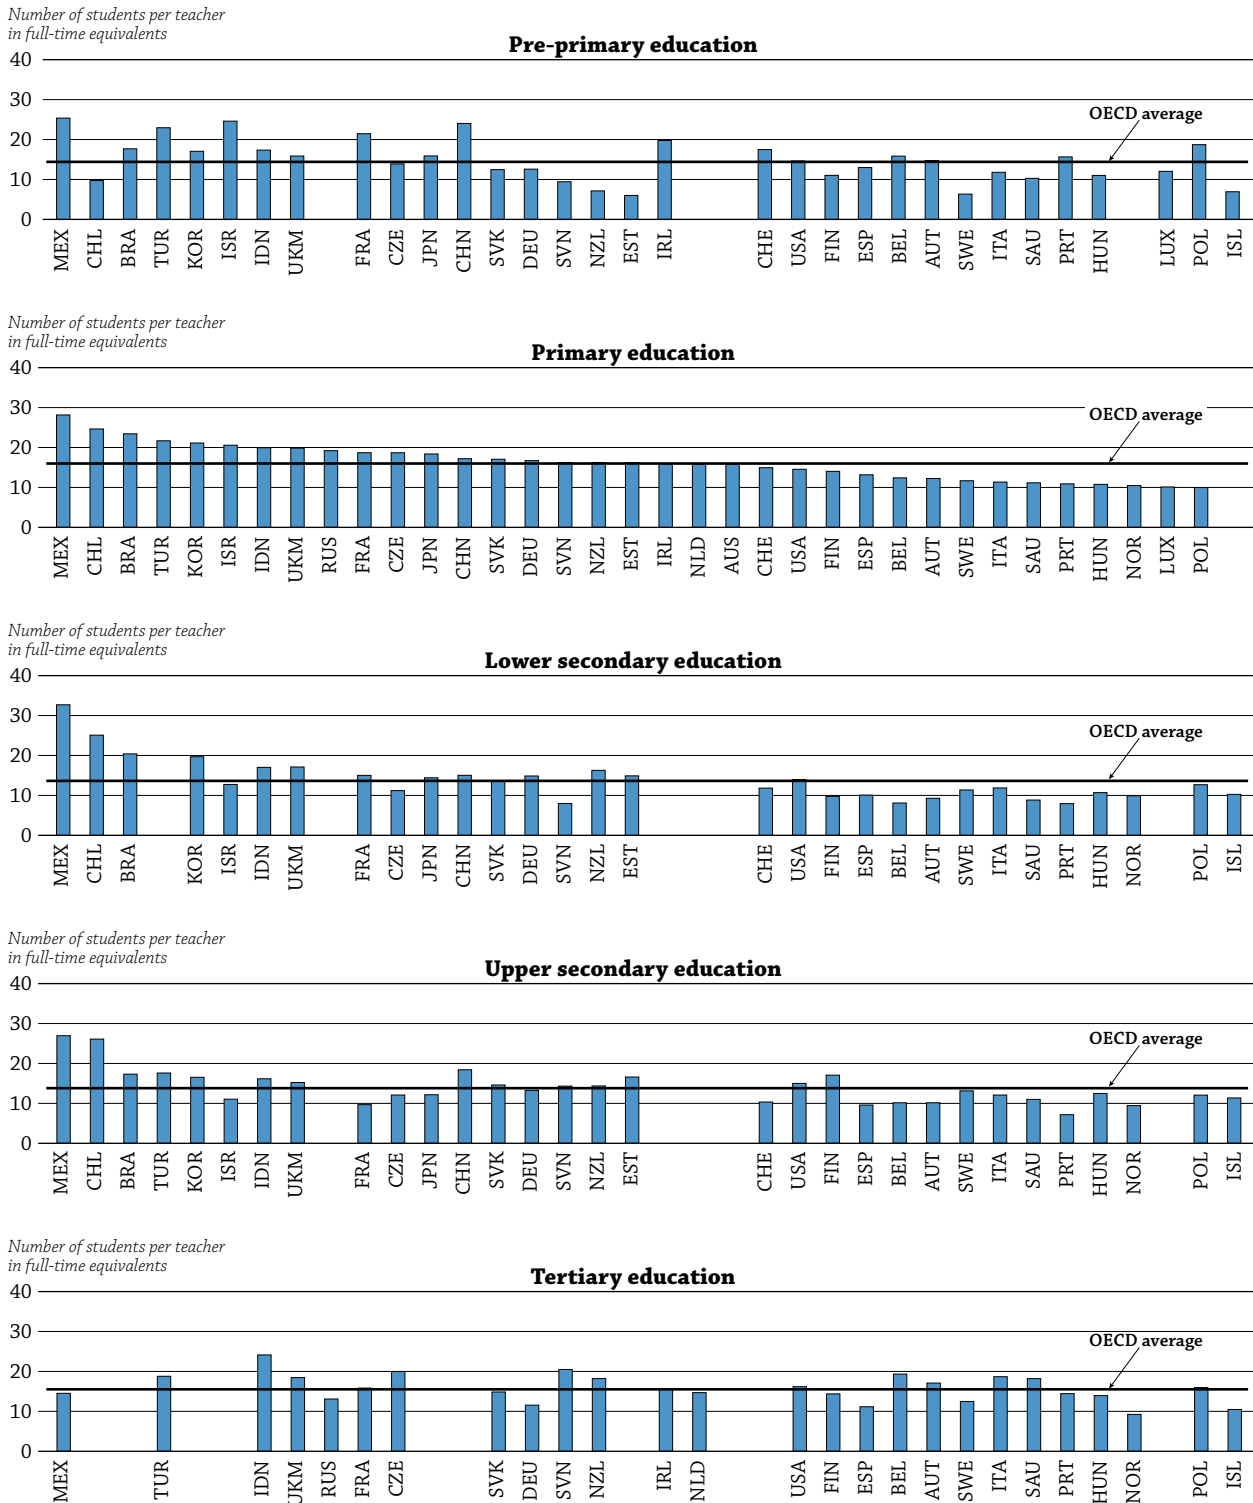 Number of students per teacher
in full-time equivalents
Pre-primary education
40
30
OECD average
20
10
0
MEX CHL BRA TUR KOR ISR IDN UKM FRA CZE JPN CHN SVK DEU SVN NZL EST IRL CHE USA FIN ESP BEL AUT SWE ITA SAU PRT HUN LUX POL ISL
Number of students per teacher
in full-time equivalents
Primary education
40
30
OECD average
20
10
0
MEX CHL BRA TUR KOR ISR IDN UKM RUS FRA CZE JPN CHN SVK DEU SVN NZL EST IRL NLD AUS CHE USA FIN ESP BEL AUT SWE ITA SAU PRT HUN NOR LUX POL
Number of students per teacher
in full-time equivalents
Lower secondary education
40
30
OECD average
20
10
0
MEX CHL BRA KOR ISR IDN UKM FRA CZE JPN CHN SVK DEU SVN NZL EST CHE USA FIN ESP BEL AUT SWE ITA SAU PRT HUN NOR POL ISL
Number of students per teacher
in full-time equivalents
Upper secondary education
40
30
OECD average
20
10
0
MEX CHL BRA TUR KOR ISR IDN UKM FRA CZE JPN CHN SVK DEU SVN NZL EST CHE USA FIN ESP BEL AUT SWE ITA SAU PRT HUN NOR POL ISL
Number of students per teacher
in full-time equivalents
Tertiary education
40
30
OECD average
20
10
0
MEX TUR IDN UKM RUS FRA CZE SVK DEU SVN NZL IRL NLD USA FIN ESP BEL AUT SWE ITA SAU PRT HUN NOR POL ISL